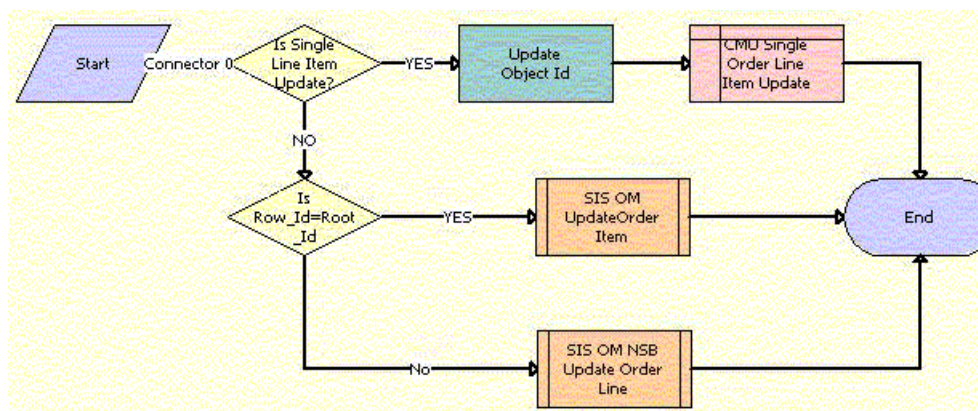 Start
Connector 0
Is Single
Line Item
Update?
YES
Update
Object Id
CMU Single
Order Line
Item Update
NO
Is
Row_Id=Root
_Id
YES
SIS OM
UpdateOrder
Item
End
No
SIS OM NSB
Update Order
Line